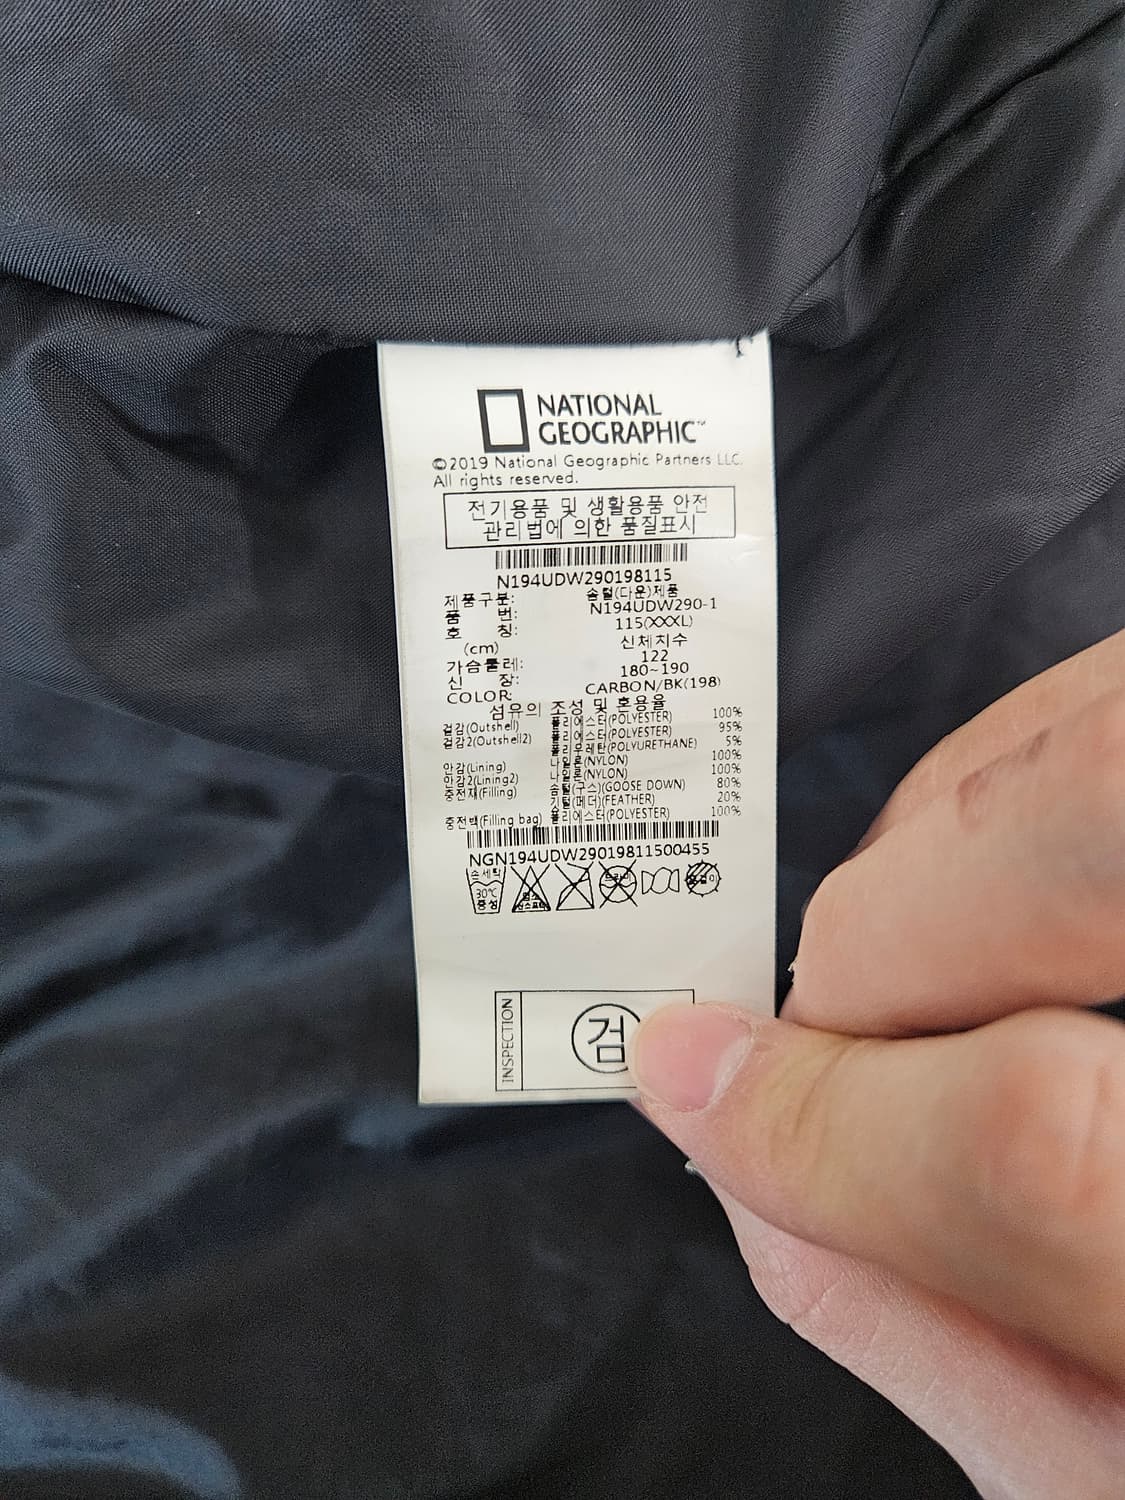 NATIONAL
GEOGRAPHIC™
©2019 National Geographic Partners LLC.
All rights reserved.
전기용품 및 생활용품 안전
관리법에 의한 품질표시
N194UDW290198115
제품구분: 솜털(다운)제품
품 번: N194UDW290-1
호 칭: 115(XXXL)
(cm) 신체치수
가슴둘레: 122
신 장: 180~190
COLOR: CARBON/BK(198)
섬유의 조성 및 혼용율
겉감(Outshell) 폴리에스터(POLYESTER) 100%
겉감2(Outshell2) 폴리에스터(POLYESTER) 95%
폴리우레탄(POLYURETHANE) 5%
안감(Lining) 나일론(NYLON) 100%
안감2(Lining2) 나일론(NYLON) 100%
충전재(Filling) 솜털(구스)(GOOSE DOWN) 80%
깃털(페더)(FEATHER) 20%
충전백(Filling bag) 폴리에스터(POLYESTER) 100%
NGN194UDW29019811500455
손세탁
30℃
중성
INSPECTION
검